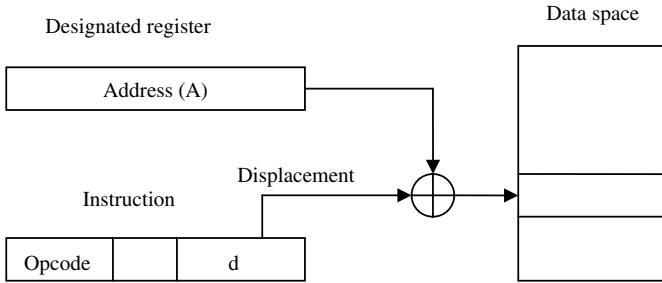 Data space
Designated register
Address (A)
Displacement
Instruction
Opcode
d